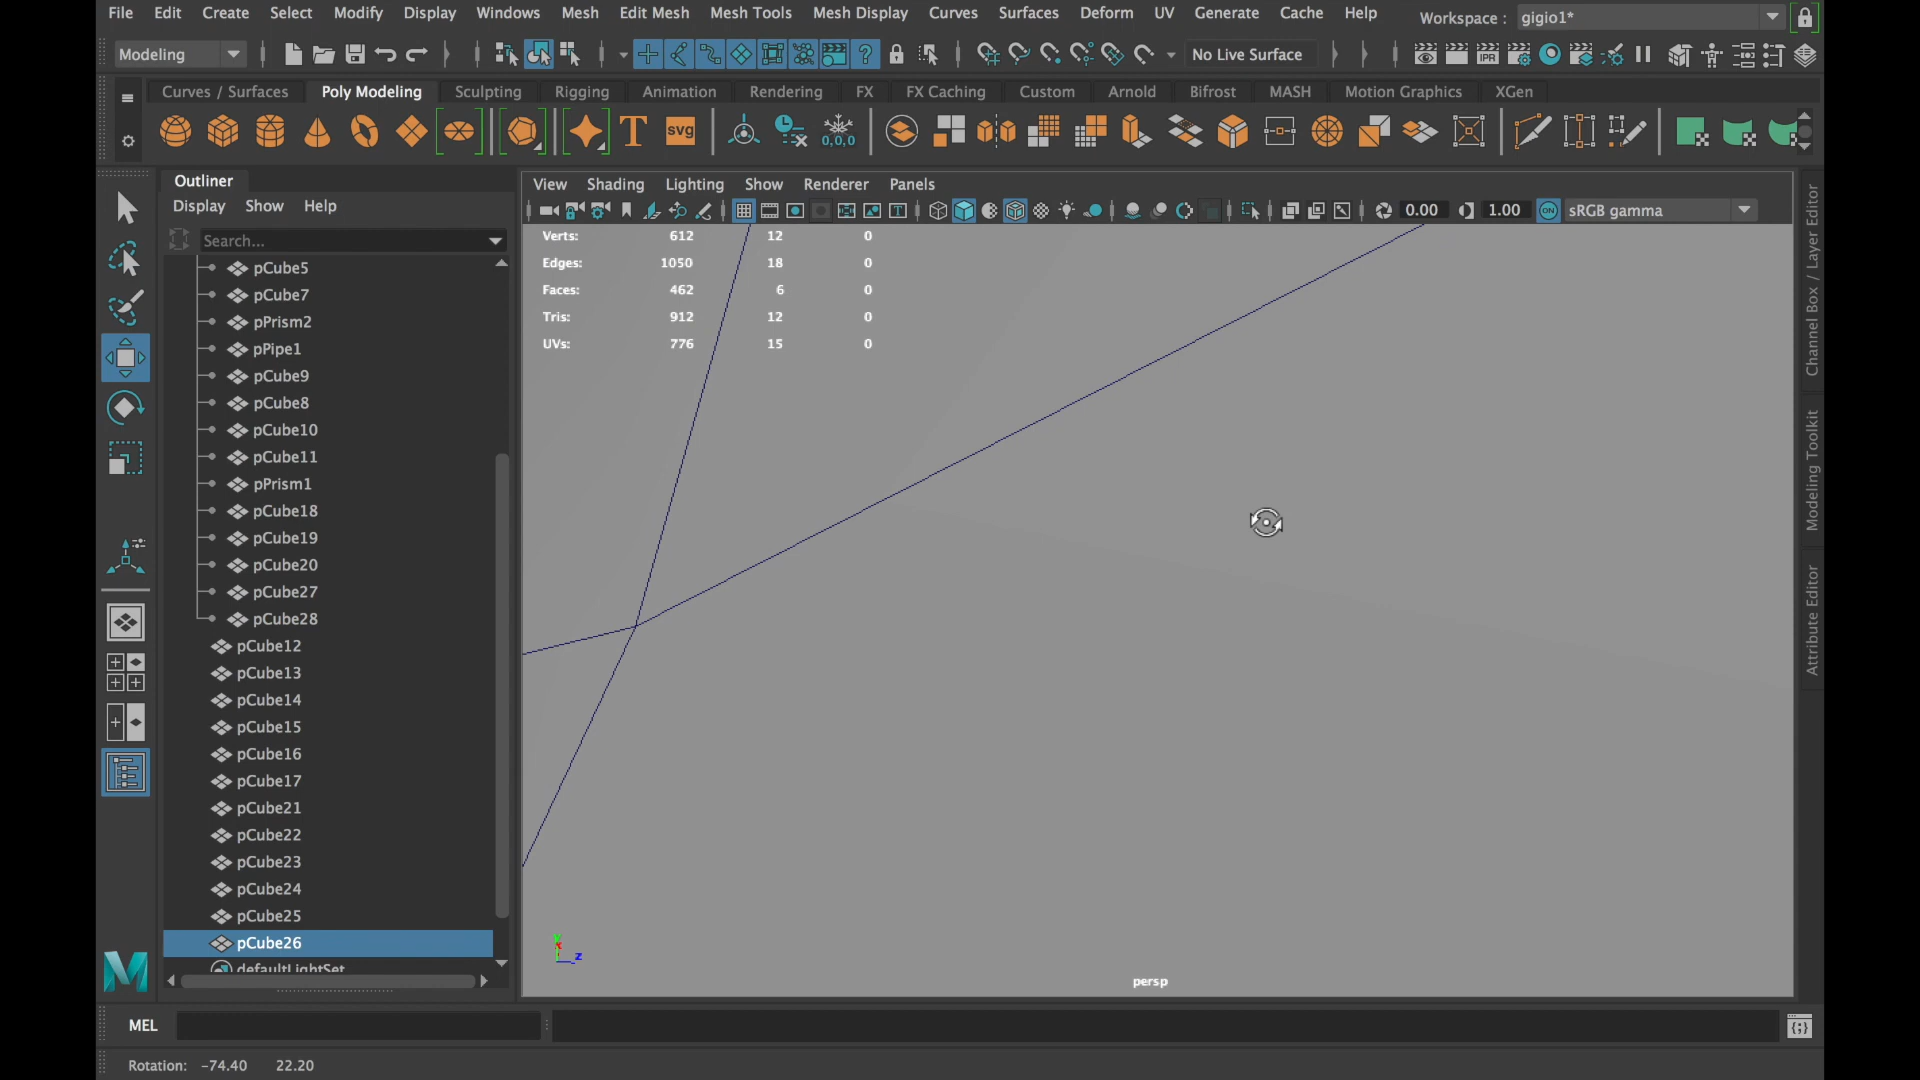 File Edit Create Select Modify Display Windows Mesh Edit Mesh Mesh Tools Mesh Display Curves Surfaces Deform UV Generate Cache Help Workspace : gigio1*
Modeling No Live Surface IPR
Curves / Surfaces Poly Modeling Sculpting Rigging Animation Rendering FX FX Caching Custom Arnold Bifrost MASH Motion Graphics XGen
T svg 0,0,0
Outliner
Display Show Help
Search...
pCube5
pCube7
pPrism2
pPipe1
pCube9
pCube8
pCube10
pCube11
pPrism1
pCube18
pCube19
pCube20
pCube27
pCube28
pCube12
pCube13
pCube14
pCube15
pCube16
pCube17
pCube21
pCube22
pCube23
pCube24
pCube25
pCube26
defaultLightSet
View Shading Lighting Show Renderer Panels
0.00 1.00 ON sRGB gamma
Verts: 612 12 0
Edges: 1050 18 0
Faces: 462 6 0
Tris: 912 12 0
UVs: 776 15 0
y
x
z
persp
Channel Box / Layer Editor
Modeling Toolkit
Attribute Editor
M
MEL
Rotation: -74.40 22.20